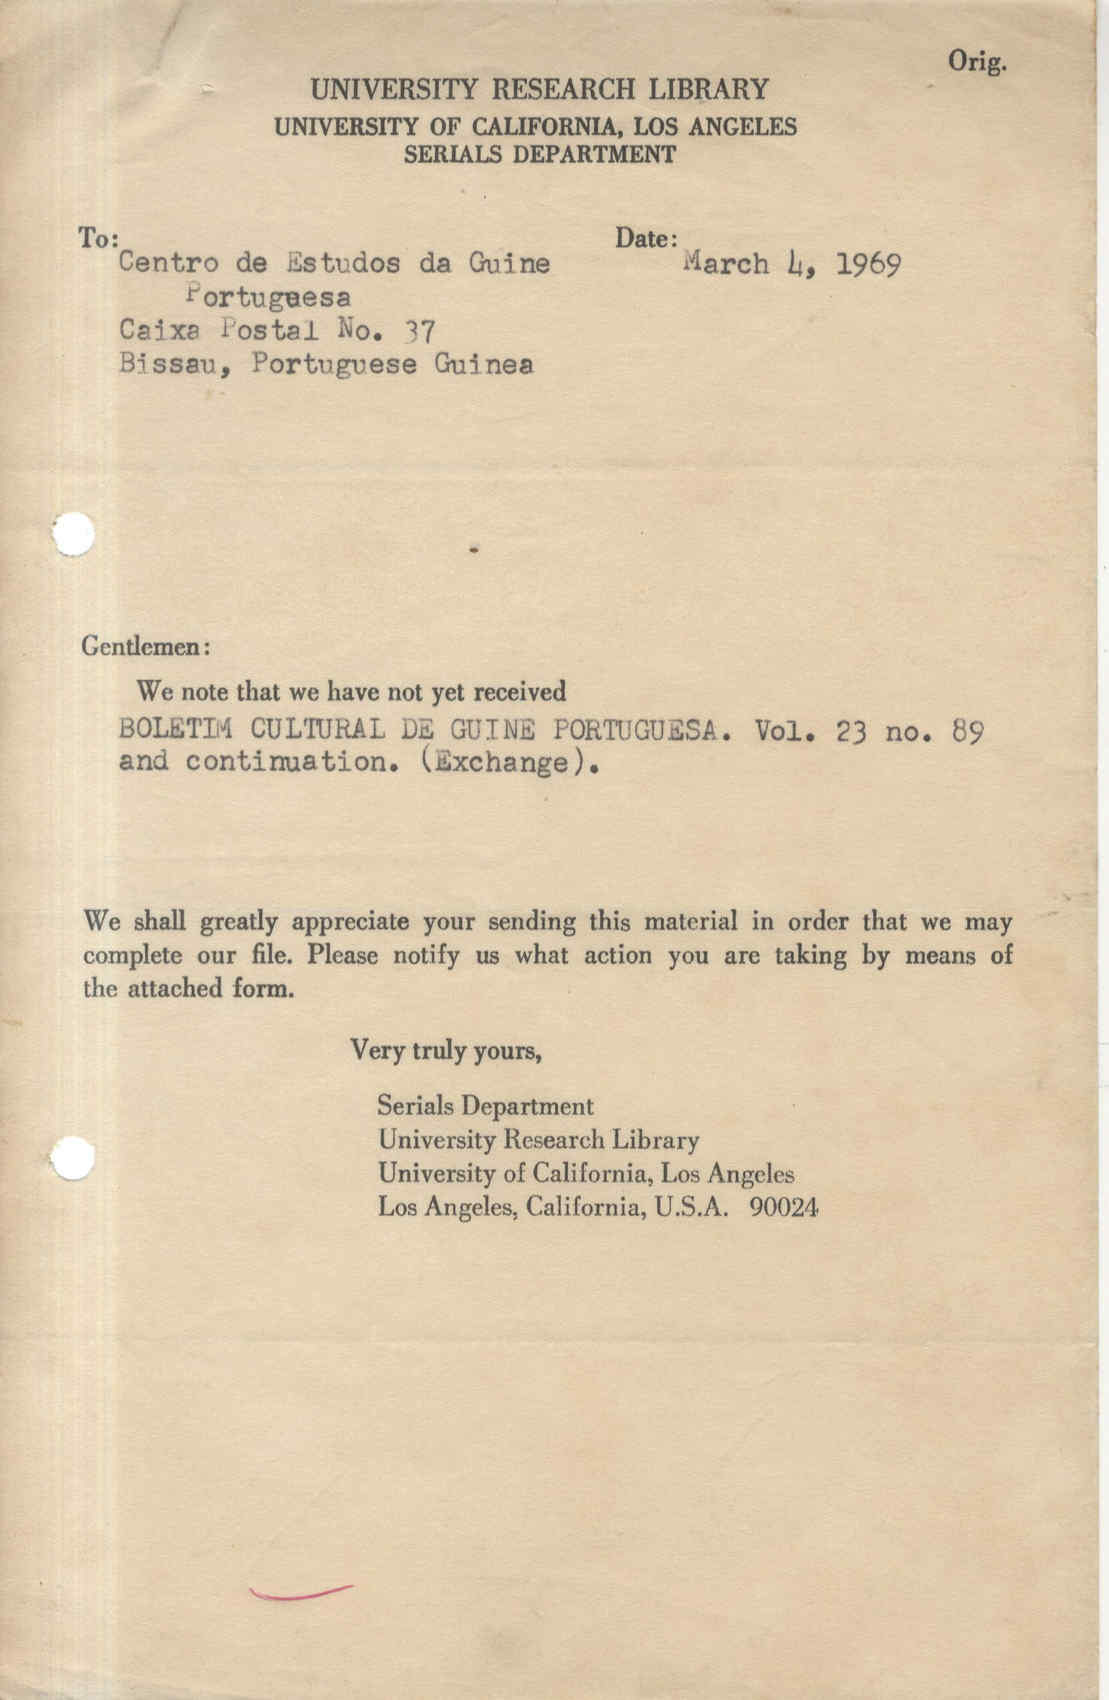 Orig.
UNIVERSITY RESEARCH LIBRARY
UNIVERSITY OF CALIFORNIA, LOS ANGELES
SERIALS DEPARTMENT
To:
Date:
Centro de Estudos da Guine
March 4, 1969
Portuguesa
Caixa Postal No. 37
Bissau, Portuguese Guinea
Gentlemen:
We note that we have not yet received
BOLETIM CULTURAL DE GUINE PORTUGUESA. Vol. 23 no. 89
and continuation. (Exchange).
We shall greatly appreciate your sending this material in order that we may
complete our file. Please notify us what action you are taking by means of
the attached form.
Very truly yours,
Serials Department
University Research Library
University of California, Los Angeles
Los Angeles, California, U.S.A. 90024